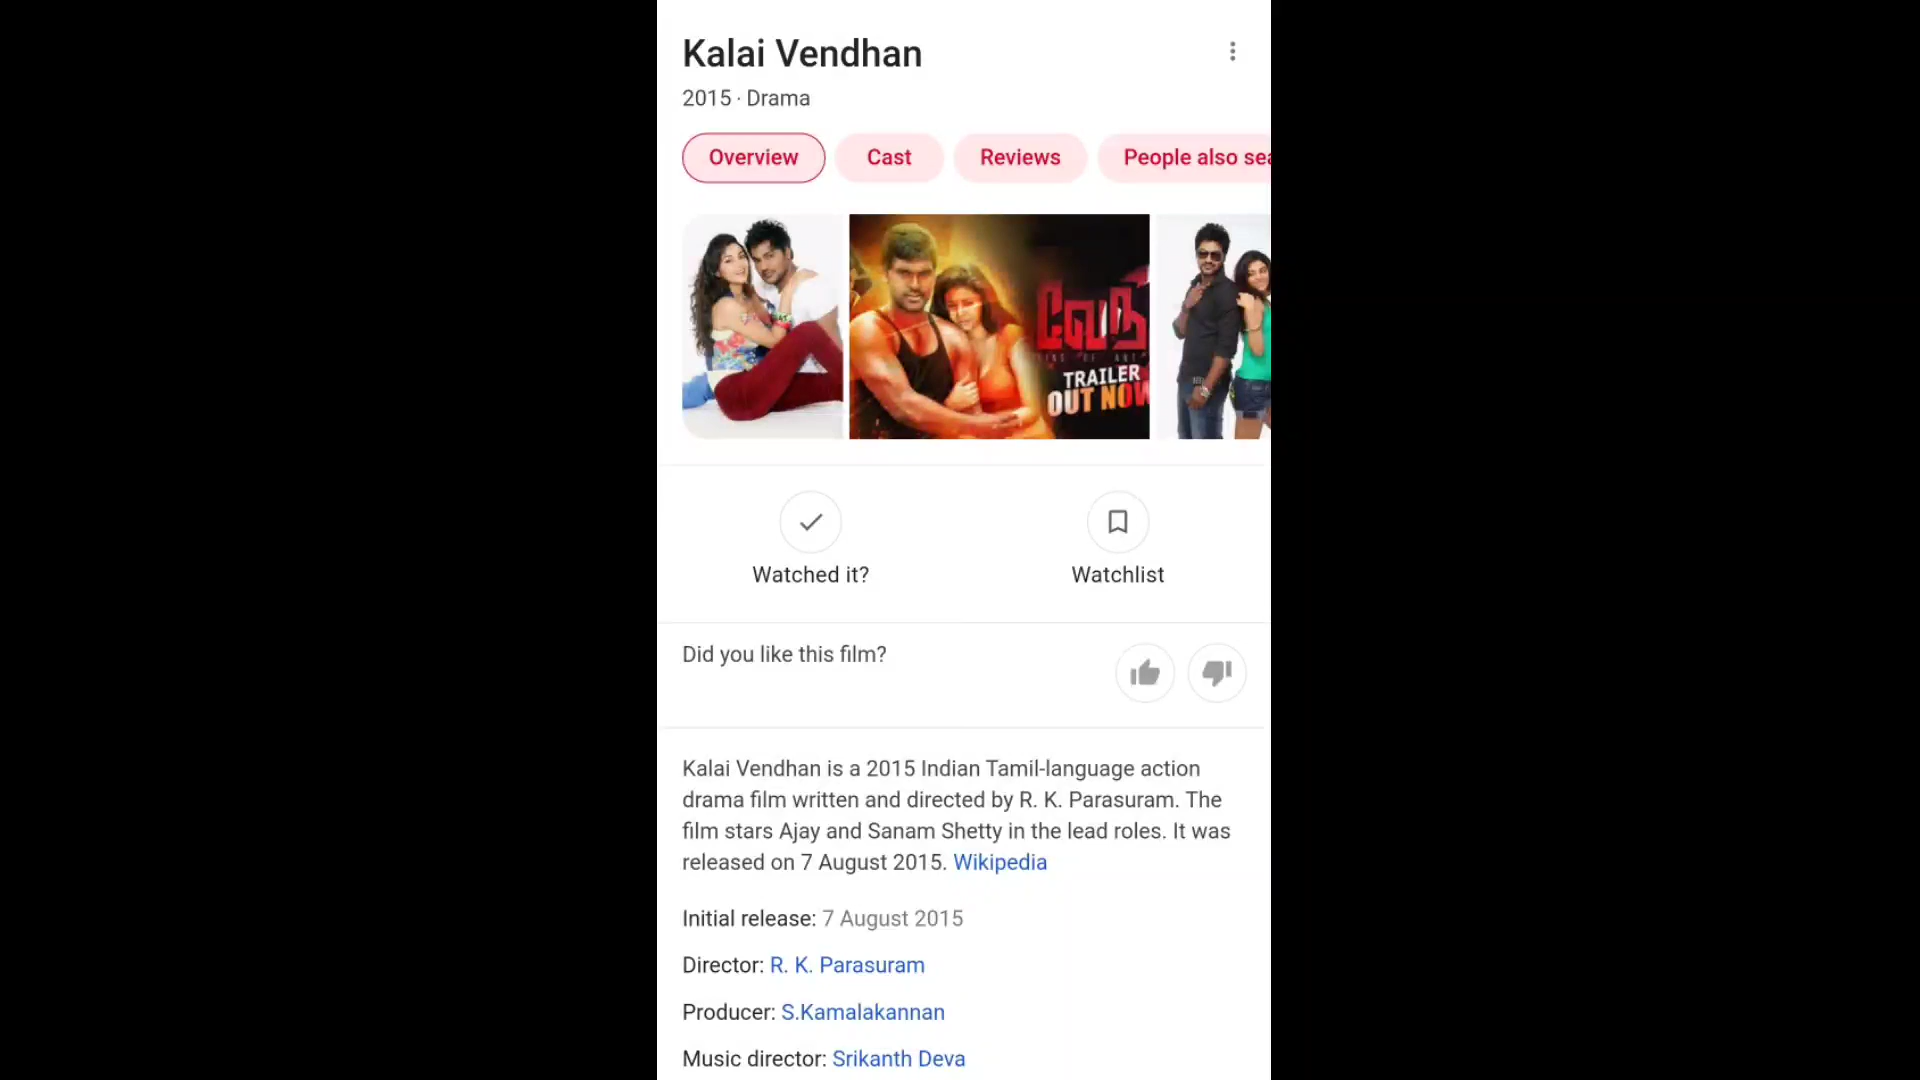 Kalai Vendhan
2015 · Drama
Overview
Cast
Reviews
People also sea
வேந்
TRAILER
OUT NOW
Watched it?
Watchlist
Did you like this film?
Kalai Vendhan is a 2015 Indian Tamil-language action
drama film written and directed by R. K. Parasuram. The
film stars Ajay and Sanam Shetty in the lead roles. It was
released on 7 August 2015. Wikipedia
Initial release: 7 August 2015
Director: R. K. Parasuram
Producer: S.Kamalakannan
Music director: Srikanth Deva